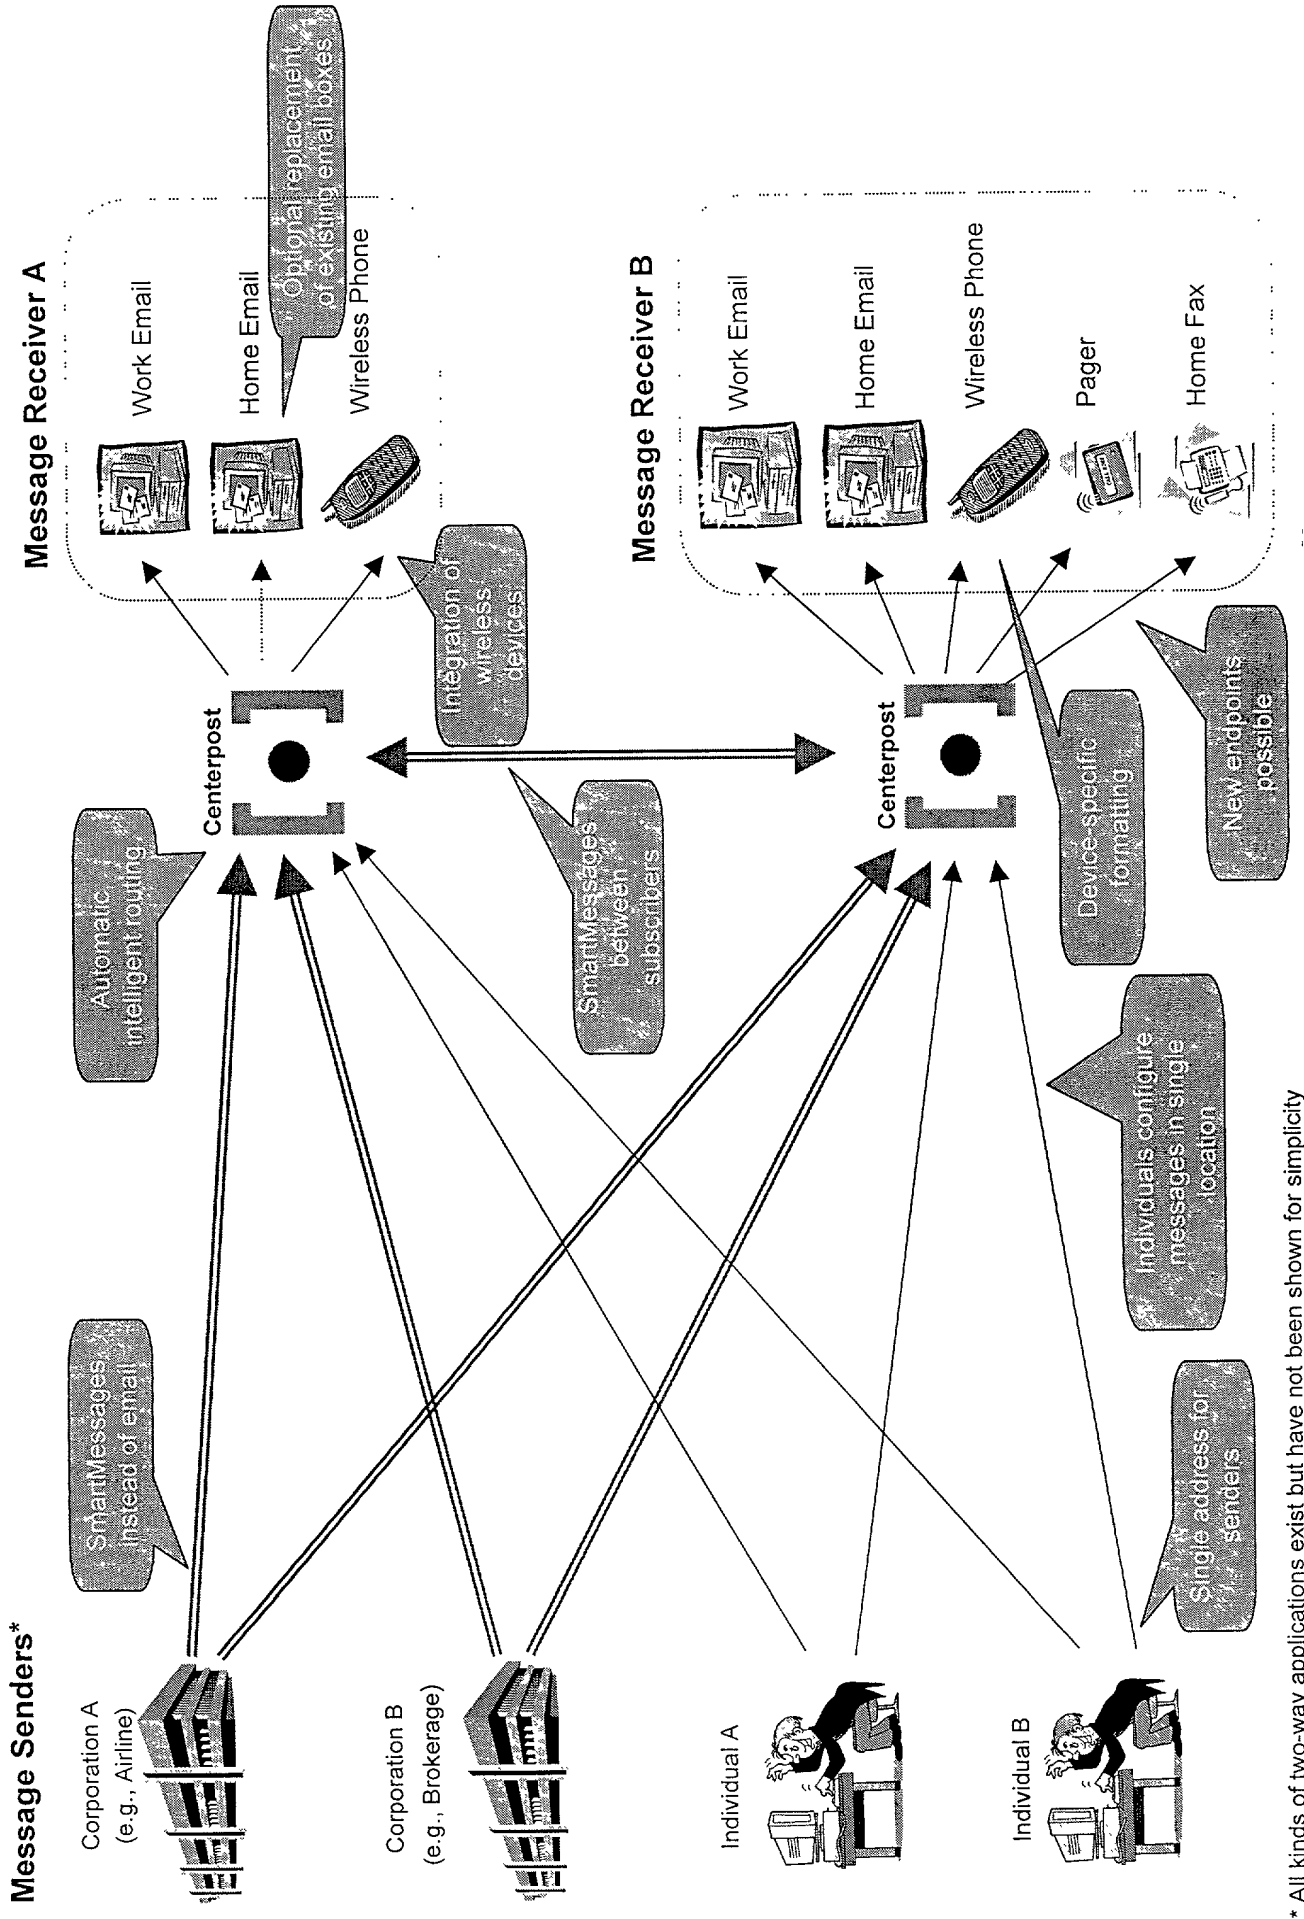 Message Senders*
Corporation A
(e.g., Airline)
Corporation B
(e.g., Brokerage)
Individual A
Individual B
SmartMessages
instead of email
Single address for
senders
Automatic
intelligent routing
Individuals configure
messages in single
location
Centerpost
SmartMessages
between
subscribers
Centerpost
Device-specific
formatting
New endpoints
possible
Integration of
wireless
devices
Message Receiver A
Work Email
Home Email
Wireless Phone
Optional replacement
of existing email boxes
Message Receiver B
Work Email
Home Email
Wireless Phone
Pager
Home Fax
* All kinds of two-way applications exist but have not been shown for simplicity